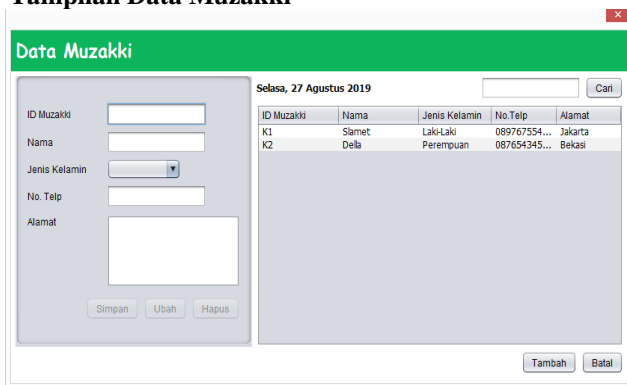 Tampilan Data Muzakki
Data Muzakki
Selasa, 27 Agustus 2019 Cari
ID Muzakki
Nama
Jenis Kelamin
No. Telp
Alamat
Simpan Ubah Hapus
ID Muzakki Nama Jenis Kelamin No.Telp Alamat
K1 Slamet Laki-Laki 089767554... Jakarta
K2 Della Perempuan 087654345... Bekasi
Tambah Batal